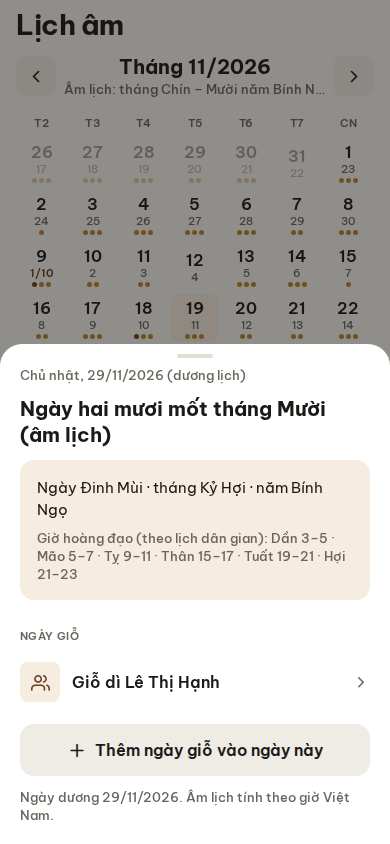 Lịch âm
Tháng 11/2026
Âm lịch: tháng Chín – Mười năm Bính N...
T2 T3 T4 T5 T6 T7 CN
26 27 28 29 30 31 1
17 18 19 20 21 22 23
2 3 4 5 6 7 8
24 25 26 27 28 29 30
9 10 11 12 13 14 15
1/10 2 3 4 5 6 7
16 17 18 19 20 21 22
8 9 10 11 12 13 14
Chủ nhật, 29/11/2026 (dương lịch)
Ngày hai mươi mốt tháng Mười
(âm lịch)
Ngày Đinh Mùi · tháng Kỷ Hợi · năm Bính
Ngọ
Giờ hoàng đạo (theo lịch dân gian): Dần 3–5 ·
Mão 5–7 · Tỵ 9–11 · Thân 15–17 · Tuất 19–21 · Hợi
21–23
NGÀY GIỖ
Giỗ dì Lê Thị Hạnh
Thêm ngày giỗ vào ngày này
Ngày dương 29/11/2026. Âm lịch tính theo giờ Việt
Nam.